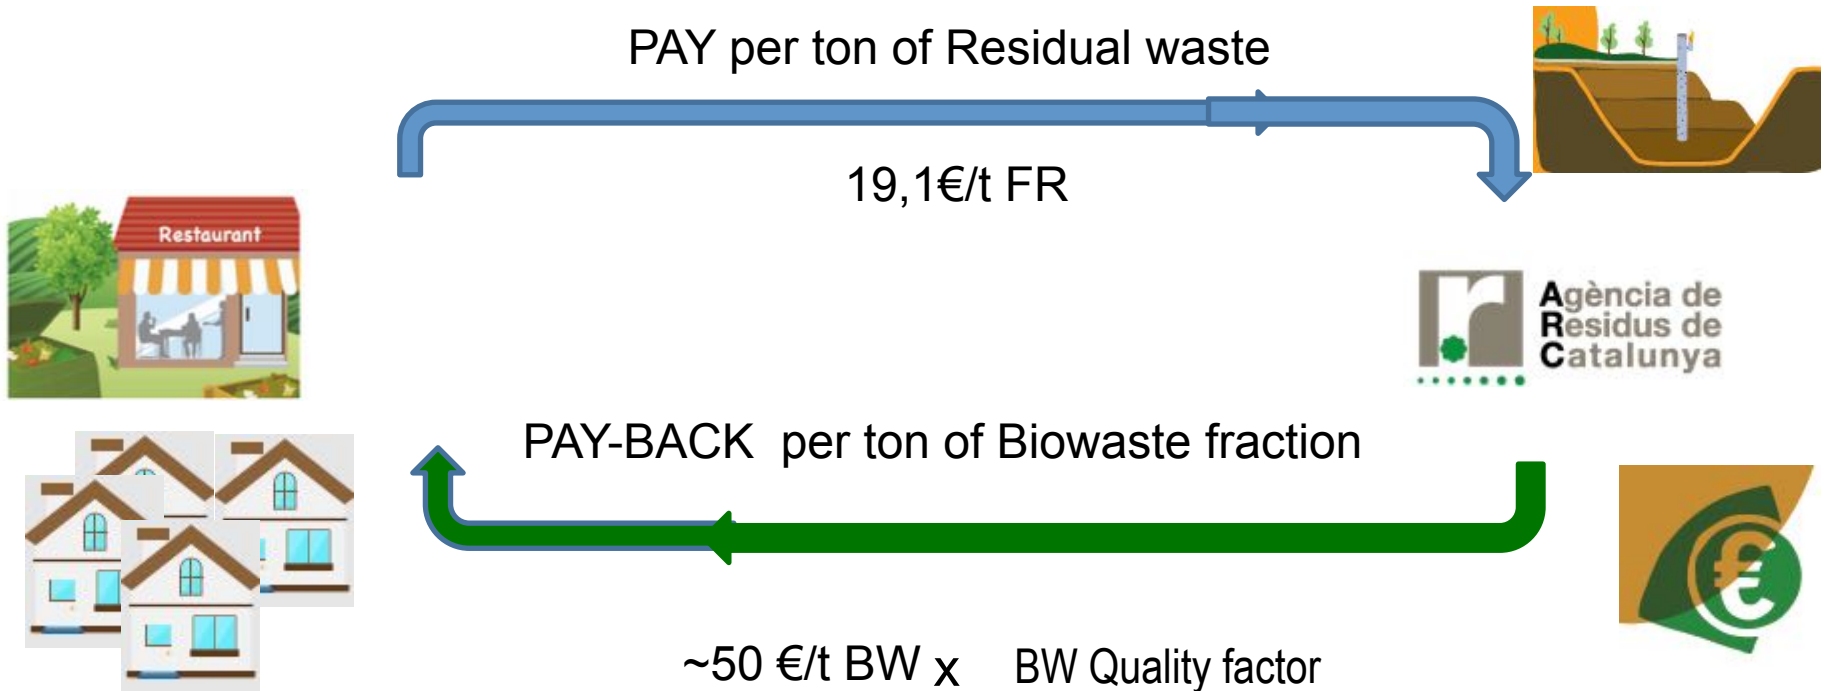 PAY per ton of Residual waste
19,1€/t FR
Restaurant
Agència de
Residus de
Catalunya
PAY-BACK per ton of Biowaste fraction
€
~50 €/t BW x BW Quality factor